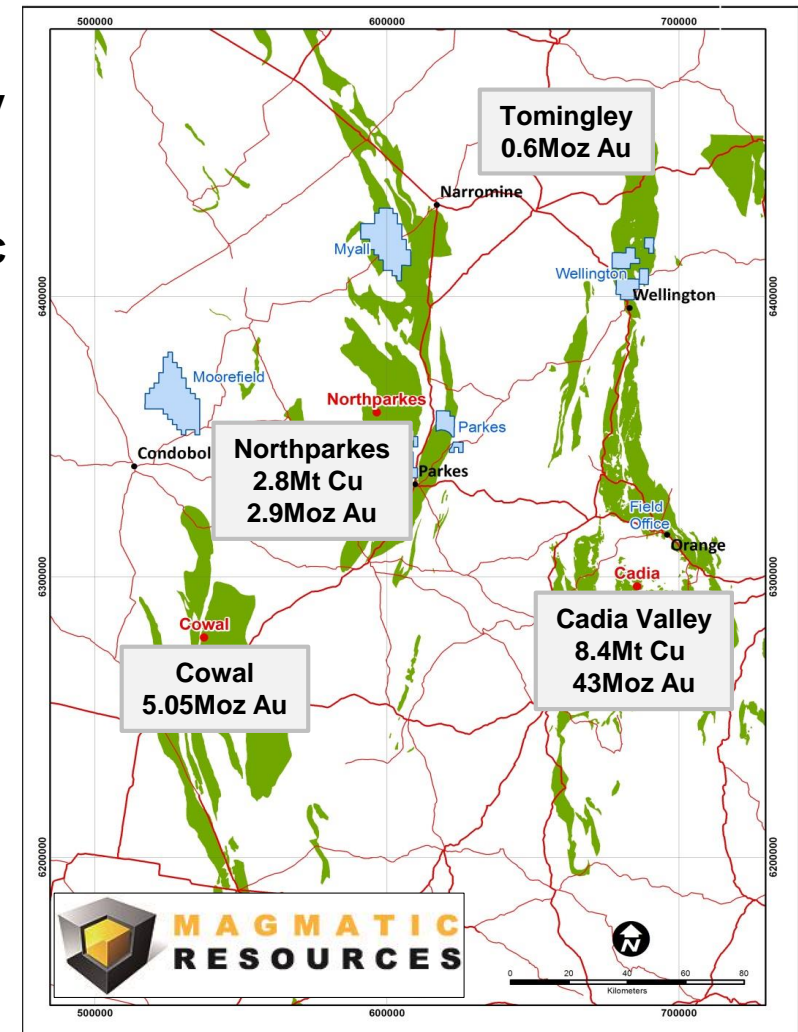 500000
600000
700000
Tomingley
0.6Moz Au
Narromine
Myall
Wellington
6400000
6400000
Wellington
Moorefield
Northparkes
Parkes
Northparkes
2.8Mt Cu
2.9Moz Au
Condobol
Parkes
Field
Office
Orange
6300000
6300000
Cadia
Cadia Valley
8.4Mt Cu
43Moz Au
Cowal
Cowal
5.05Moz Au
6200000
6200000
MAGMATIC
RESOURCES
N
0 20 40 60 80
Kilometers
500000
600000
700000